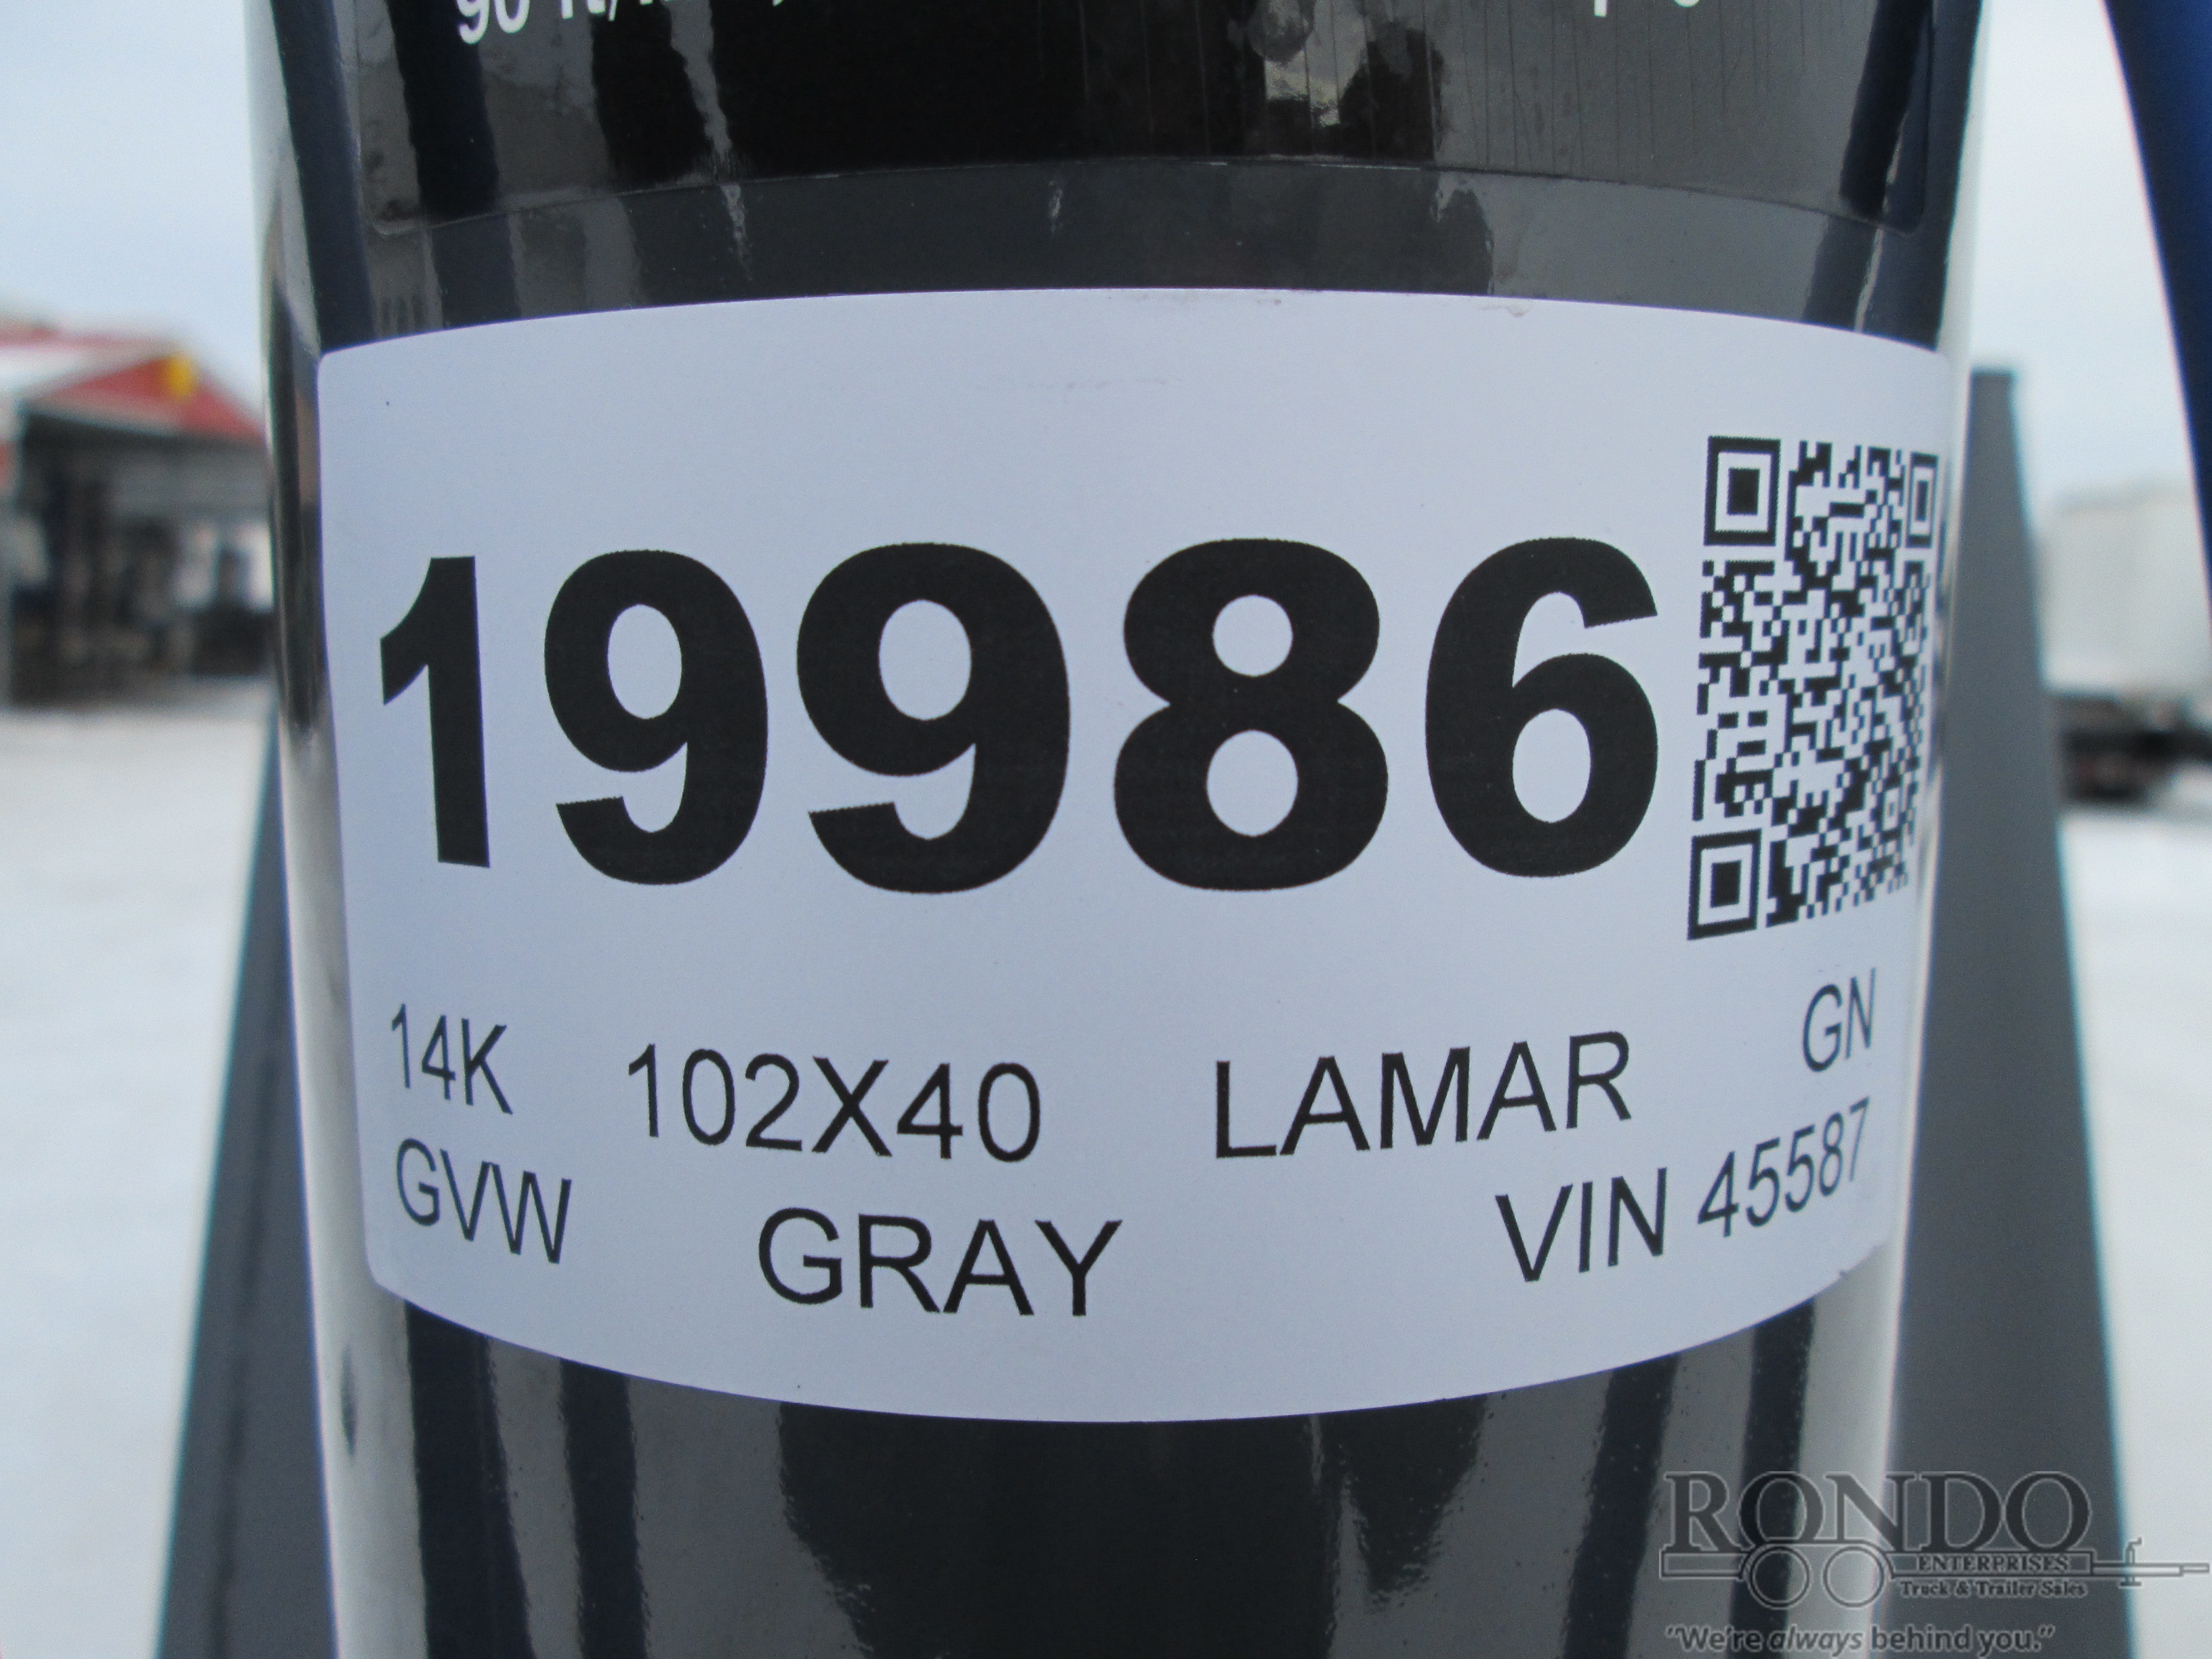 90
19986
14K 102X40 LAMAR GN
GVW GRAY VIN 45587
RONDO
ENTERPRISES
Truck & Trailer Sales
"We're always behind you."